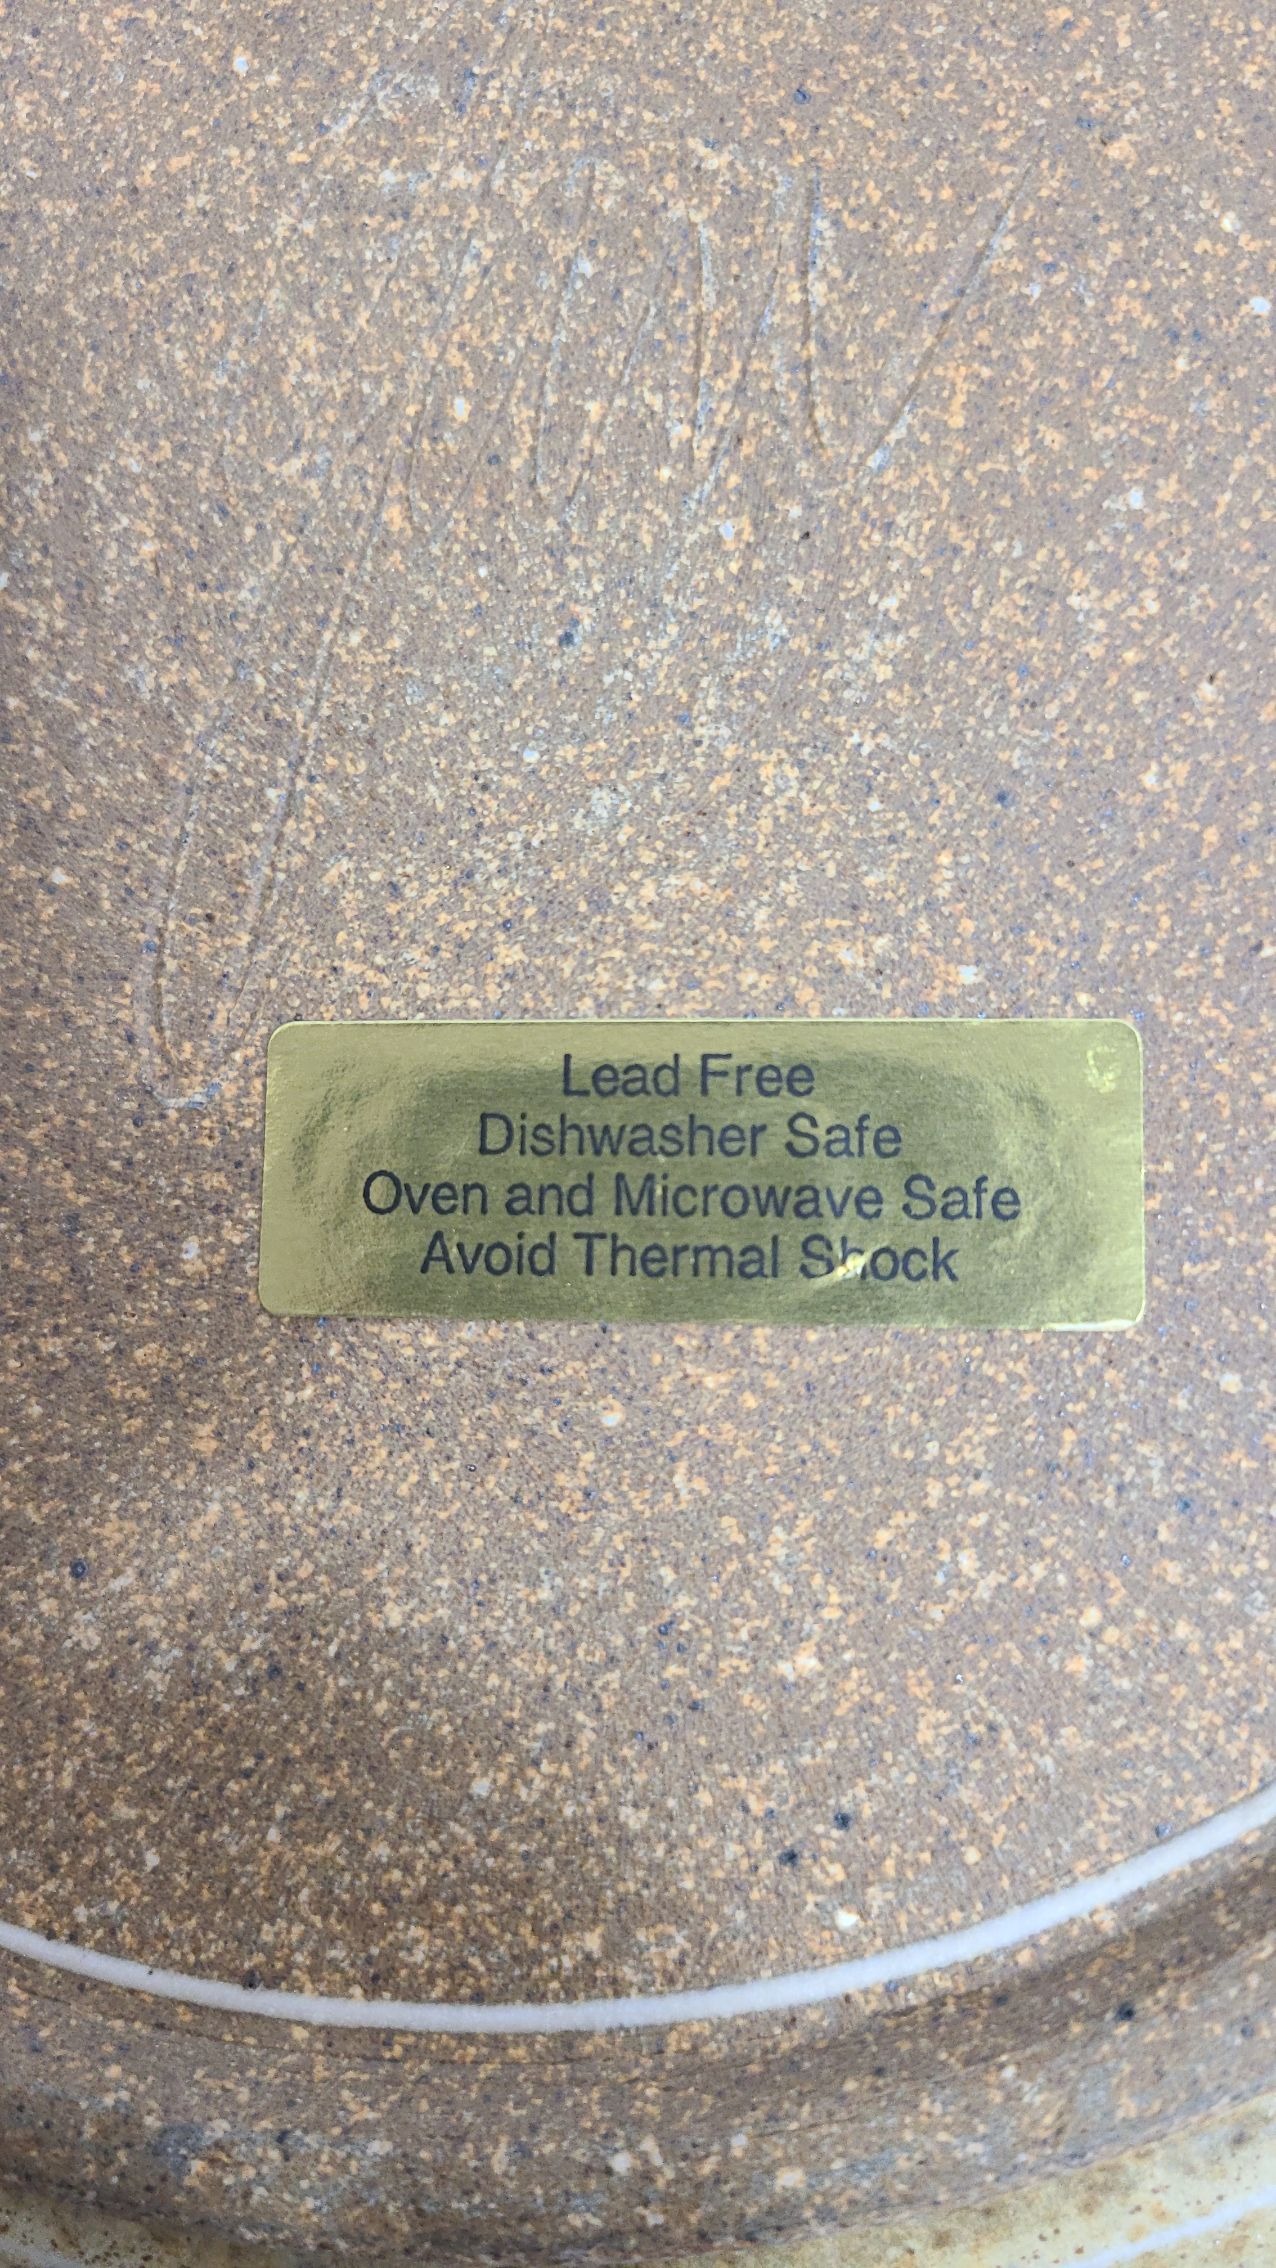 Lead Free
Dishwasher Safe
Oven and Microwave Safe
Avoid Thermal Shock